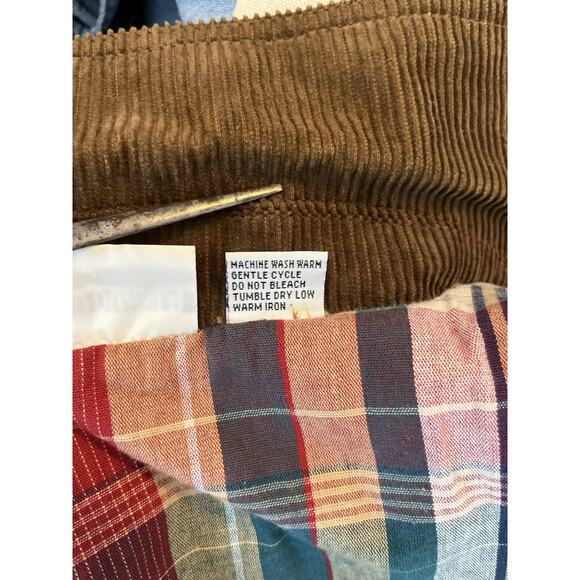 MACHINE WASH WARM
GENTLE CYCLE
DO NOT BLEACH
TUMBLE DRY LOW
WARM IRON